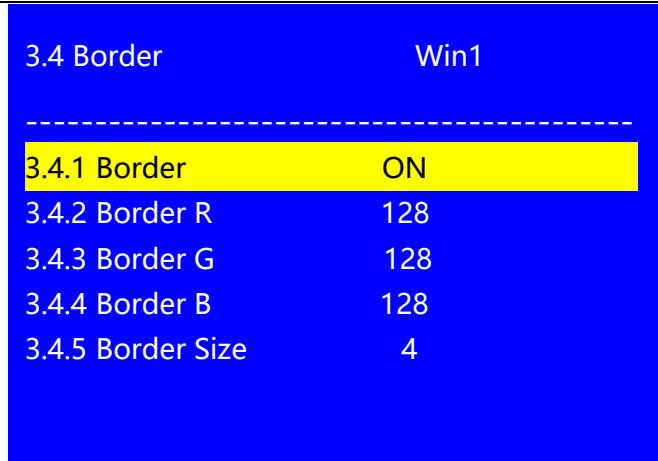 3.4 Border Win1
----------------------------------------------
3.4.1 Border ON
3.4.2 Border R 128
3.4.3 Border G 128
3.4.4 Border B 128
3.4.5 Border Size 4